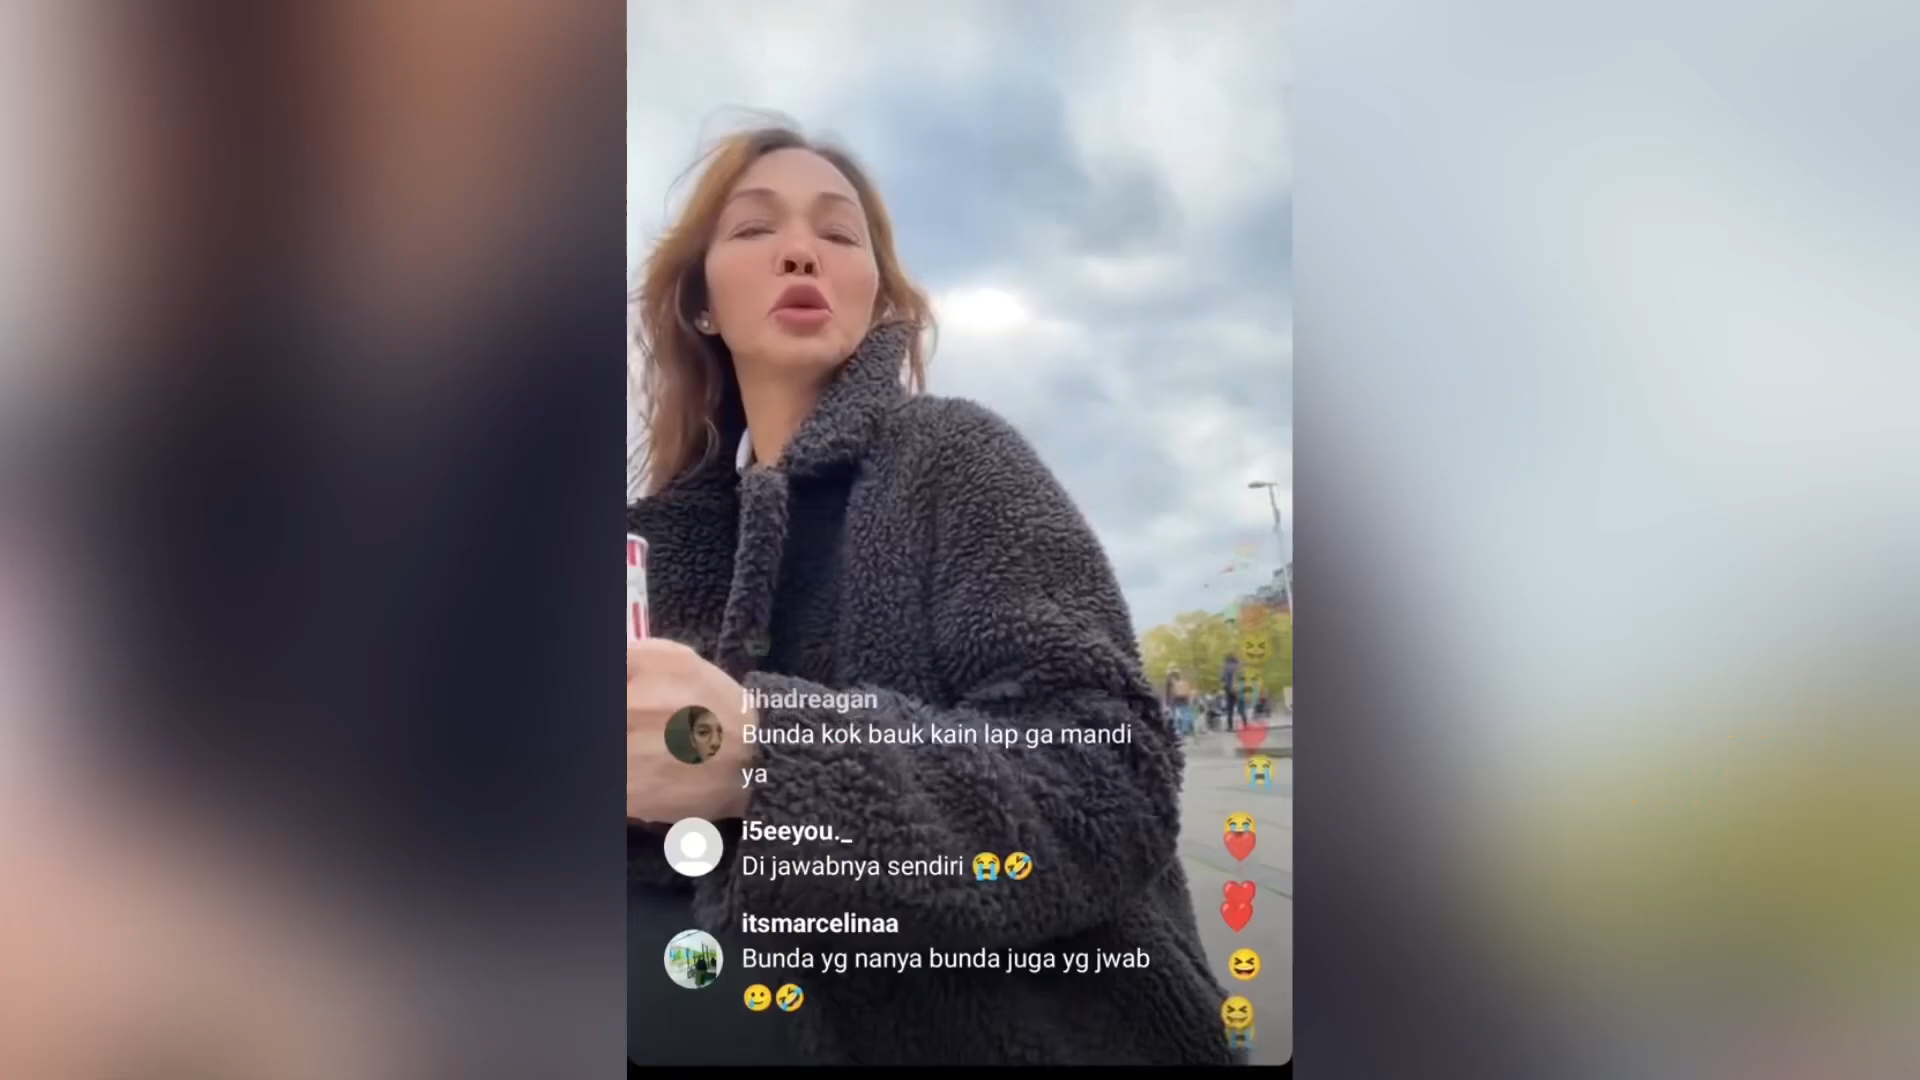 jihadreagan
Bunda kok bauk kain lap ga mandi
ya
i5eeyou._
Di jawabnya sendiri 😭🤣
itsmarcelinaa
Bunda yg nanya bunda juga yg jwab
🥲🤣